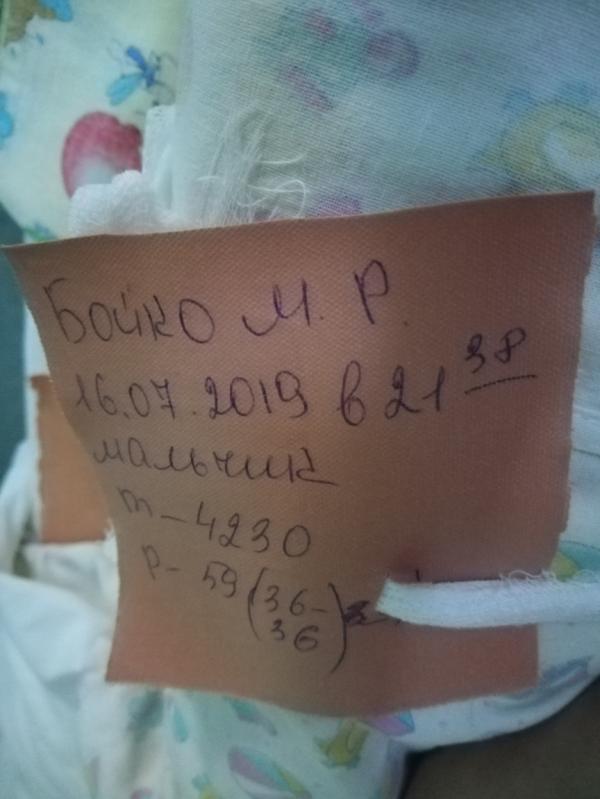 Бойко М. Р.
16.07.2019 в 21 38
мальчик
m-4230
р-59 (36-36)